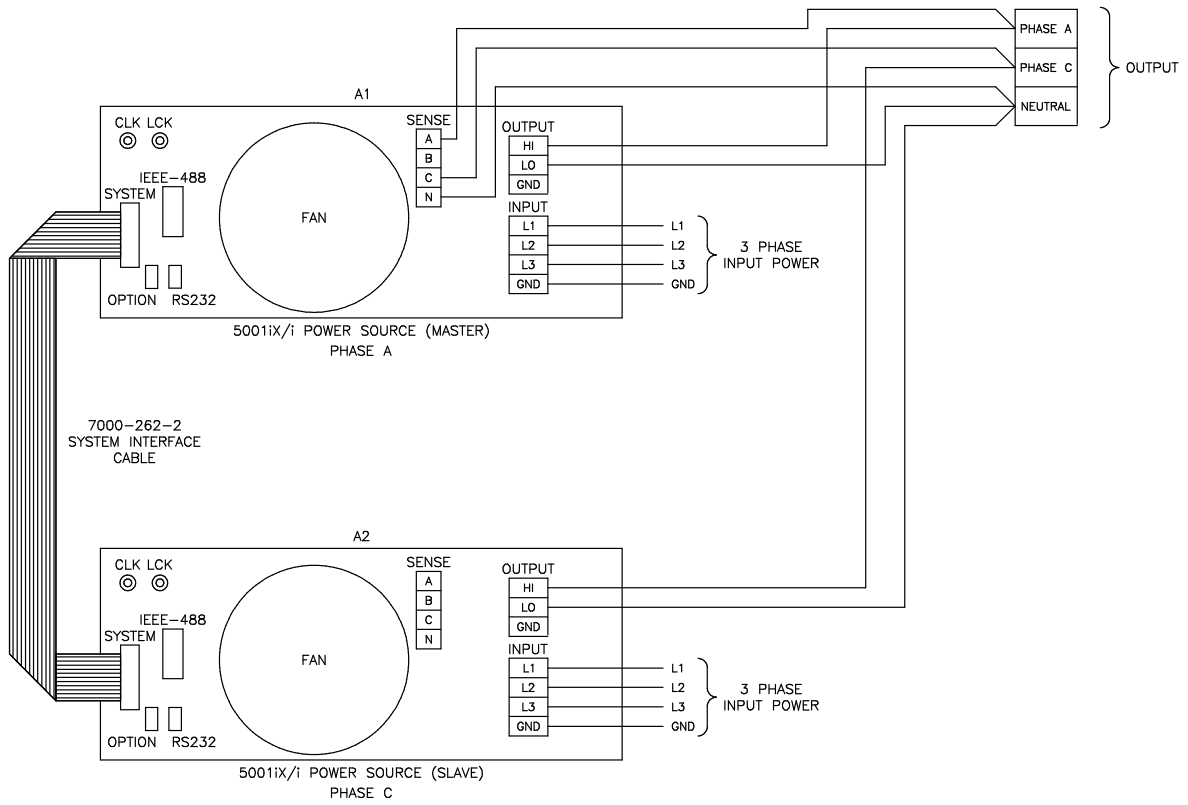 PHASE A
PHASE C
NEUTRAL
OUTPUT
A1
CLK LCK
SENSE
A
B
C
N
OUTPUT
HI
LO
GND
IEEE-488
SYSTEM
FAN
INPUT
L1
L2
L3
GND
L1
L2
L3
GND
3 PHASE
INPUT POWER
OPTION RS232
5001iX/i POWER SOURCE (MASTER)
PHASE A
7000-262-2
SYSTEM INTERFACE
CABLE
A2
CLK LCK
SENSE
A
B
C
N
OUTPUT
HI
LO
GND
IEEE-488
SYSTEM
FAN
INPUT
L1
L2
L3
GND
L1
L2
L3
GND
3 PHASE
INPUT POWER
OPTION RS232
5001iX/i POWER SOURCE (SLAVE)
PHASE C